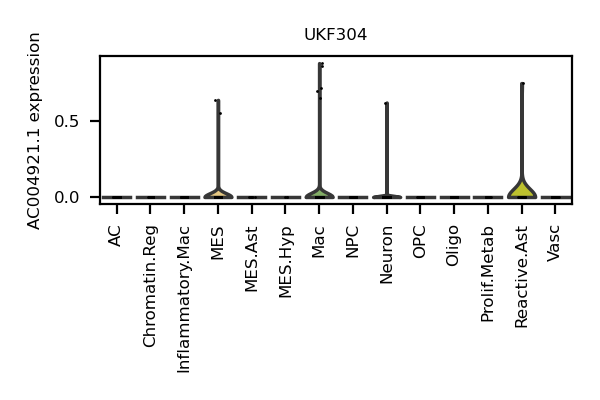 UKF304
AC004921.1 expression
0.5
0.0
AC
Chromatin.Reg
Inflammatory.Mac
MES
MES.Ast
MES.Hyp
Mac
NPC
Neuron
OPC
Oligo
Prolif.Metab
Reactive.Ast
Vasc